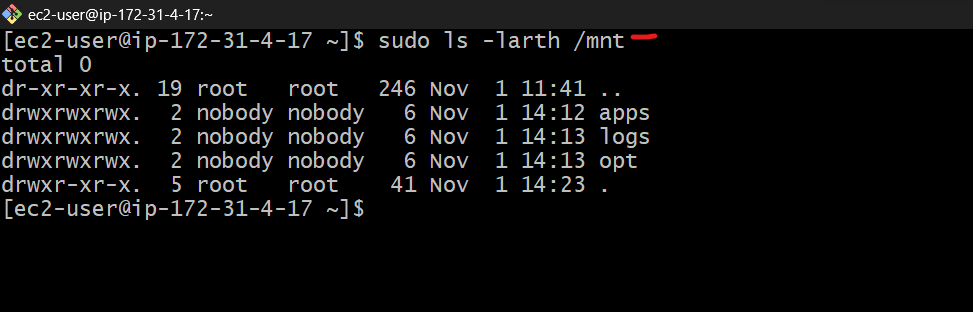 ec2-user@ip-172-31-4-17:~
[ec2-user@ip-172-31-4-17 ~]$ sudo ls -larth /mnt
total 0
dr-xr-xr-x. 19 root   root   246 Nov  1 11:41 ..
drwxrwxrwx.  2 nobody nobody   6 Nov  1 14:12 apps
drwxrwxrwx.  2 nobody nobody   6 Nov  1 14:13 logs
drwxrwxrwx.  2 nobody nobody   6 Nov  1 14:13 opt
drwxr-xr-x.  5 root   root    41 Nov  1 14:23 .
[ec2-user@ip-172-31-4-17 ~]$